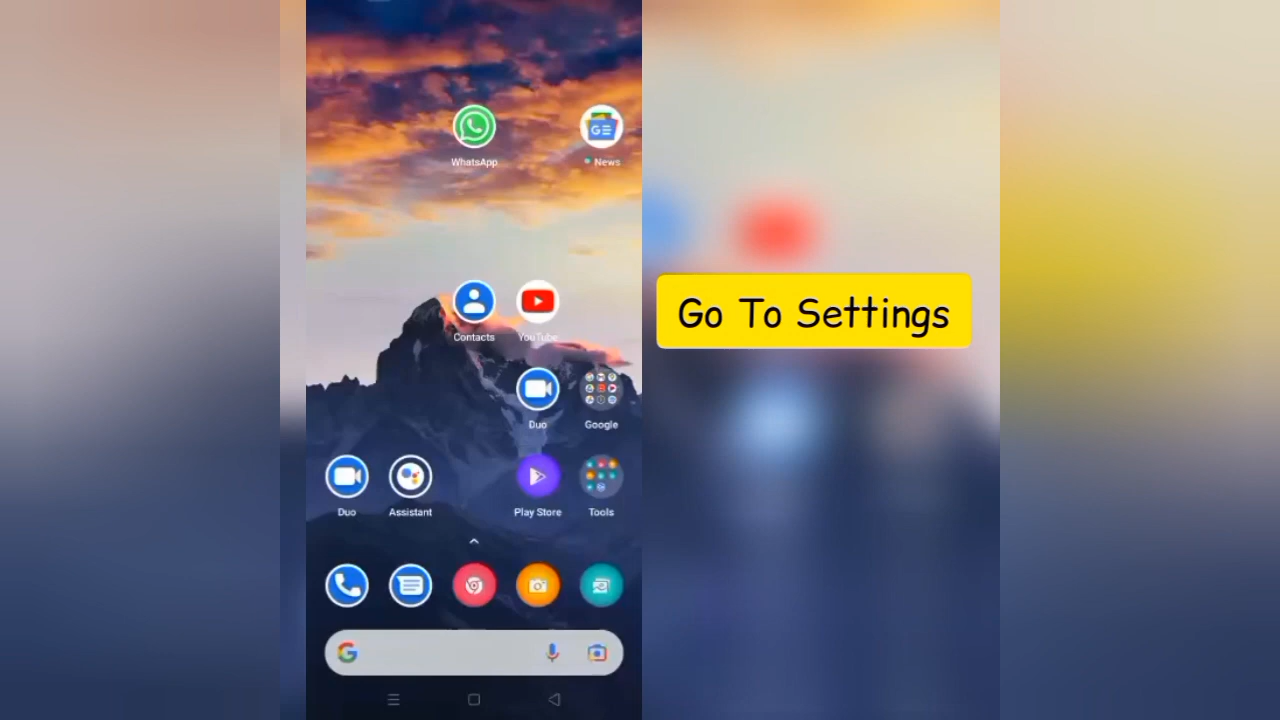 WhatsApp
News
Contacts
YouTube
Duo
Google
Duo
Assistant
Play Store
Tools
Go To Settings